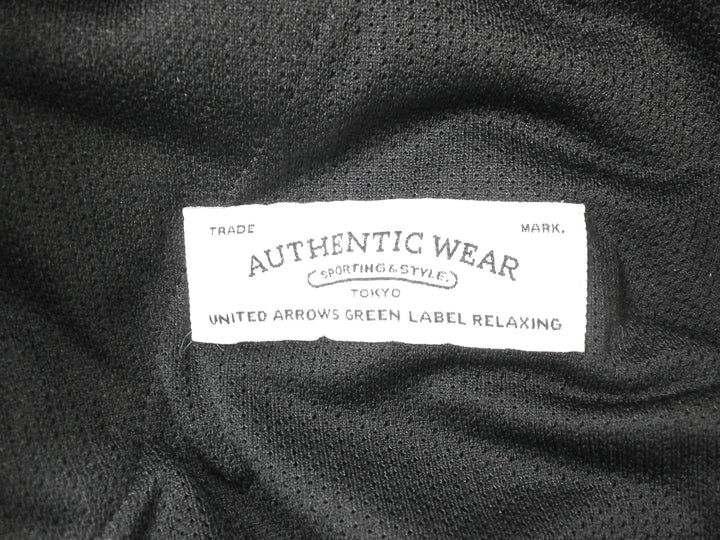 TRADE MARK.
AUTHENTIC WEAR
SPORTING & STYLE
TOKYO
UNITED ARROWS GREEN LABEL RELAXING